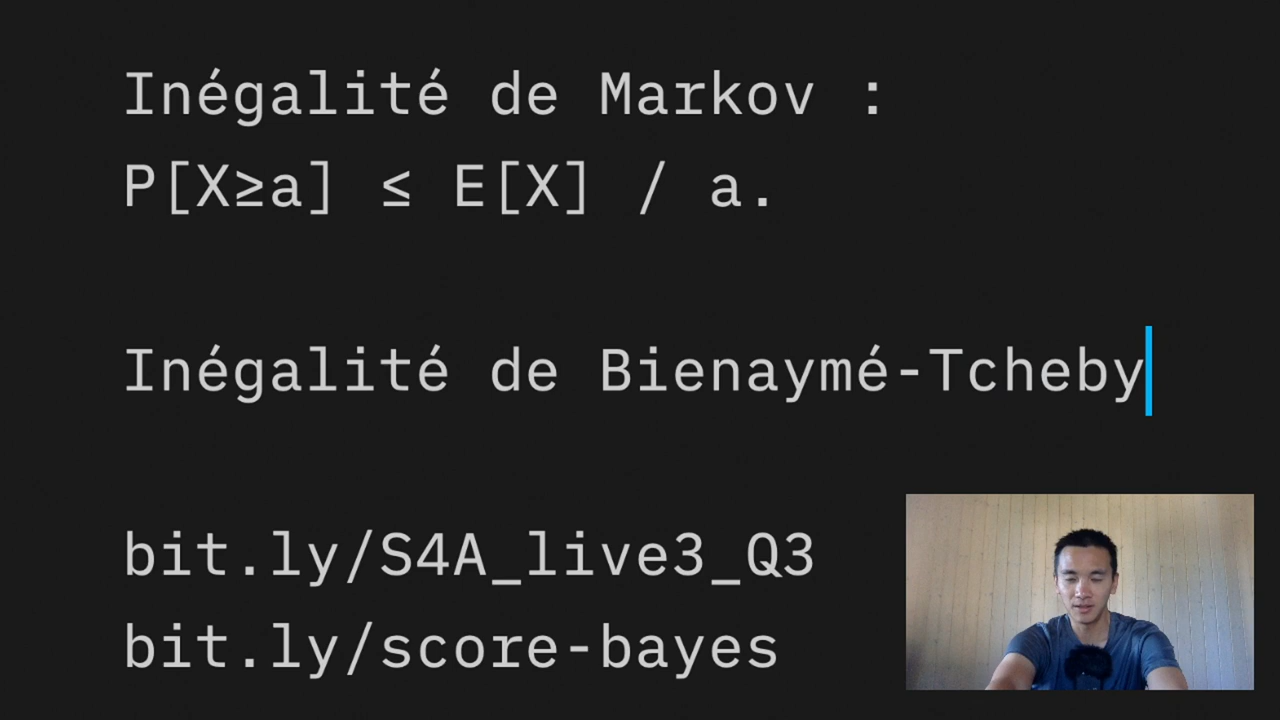 Inégalité de Markov :
P[X≥a] ≤ E[X] / a.
Inégalité de Bienaymé-Tcheby
bit.ly/S4A_live3_Q3
bit.ly/score-bayes